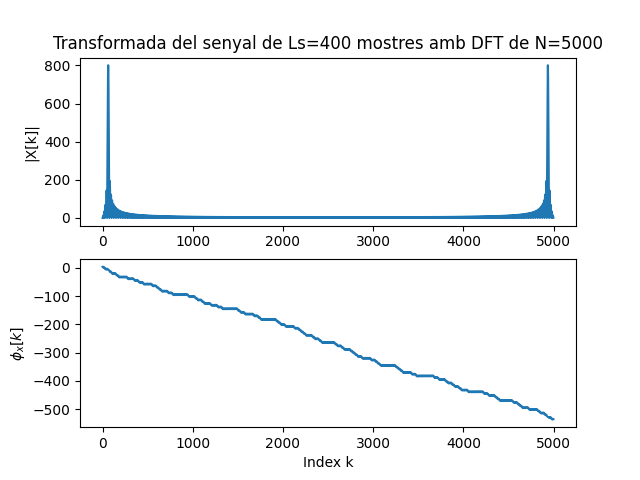 Transformada del senyal de Ls=400 mostres amb DFT de N=5000
|X[k]|
800
600
400
200
0
0 1000 2000 3000 4000 5000
ϕx[k]
0
−100
−200
−300
−400
−500
0 1000 2000 3000 4000 5000
Index k